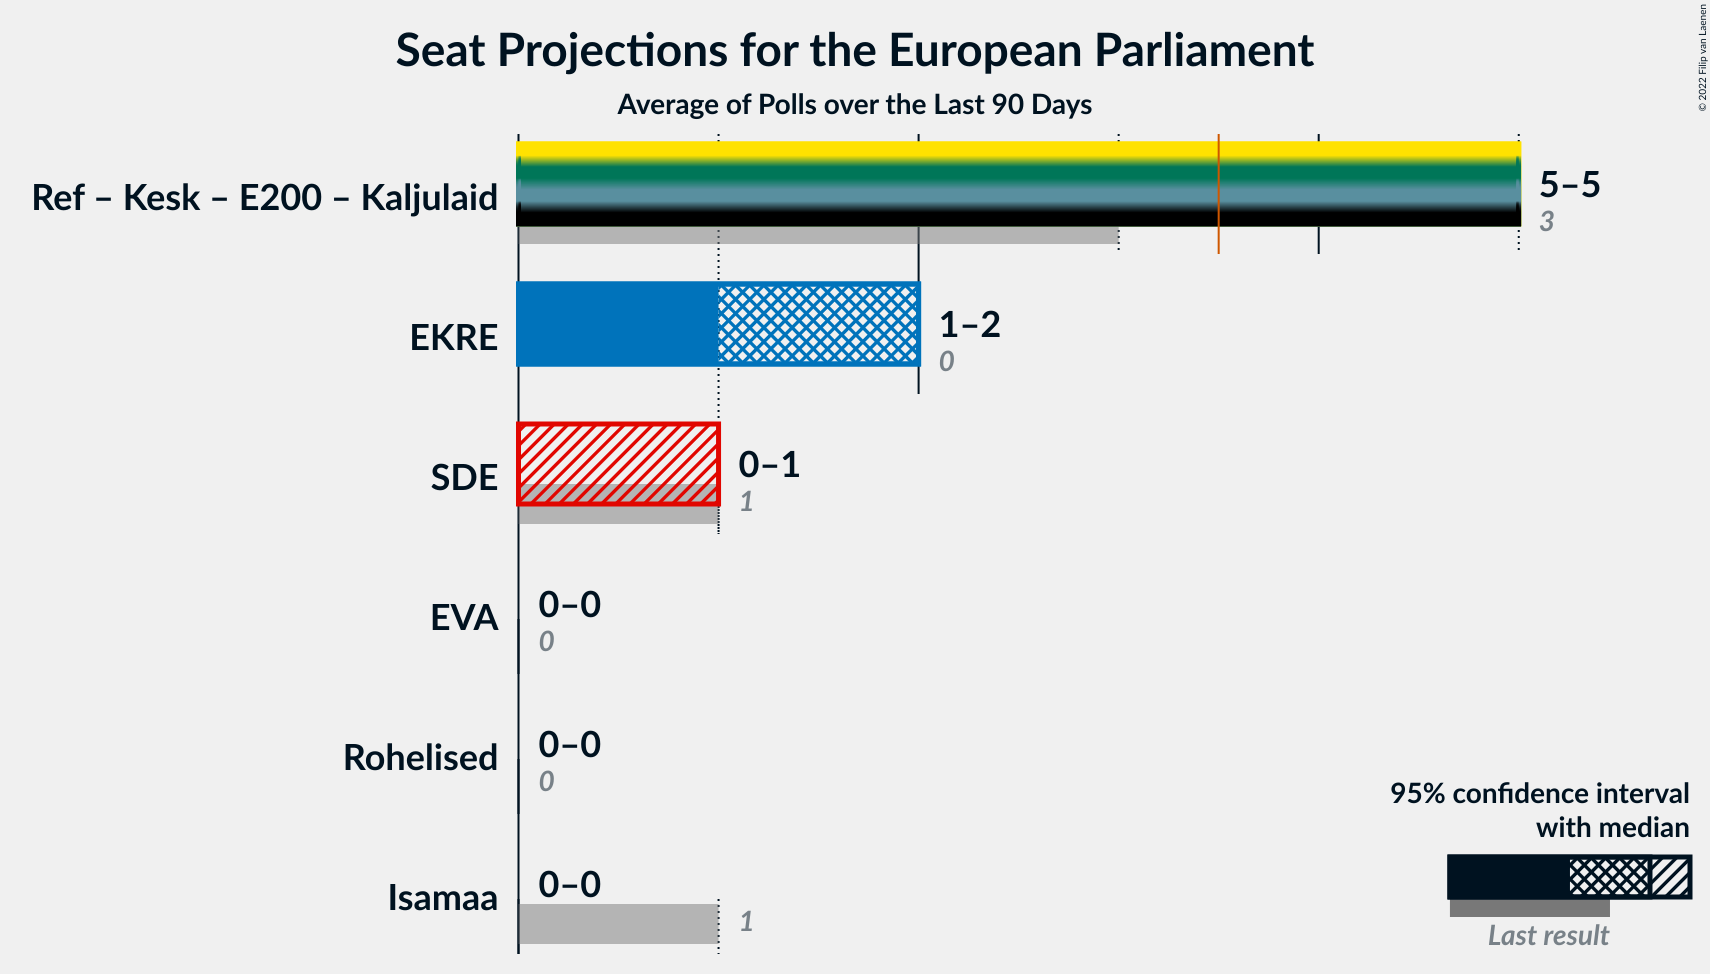 Seat Projections for the European Parliament
Average of Polls over the Last 90 Days
© 2022 Filip van Laenen
Ref – Kesk – E200 – Kaljulaid
5–5
3
EKRE
1–2
0
SDE
0–1
1
EVA
0–0
0
Rohelised
0–0
0
Isamaa
0–0
1
95% confidence interval
with median
Last result